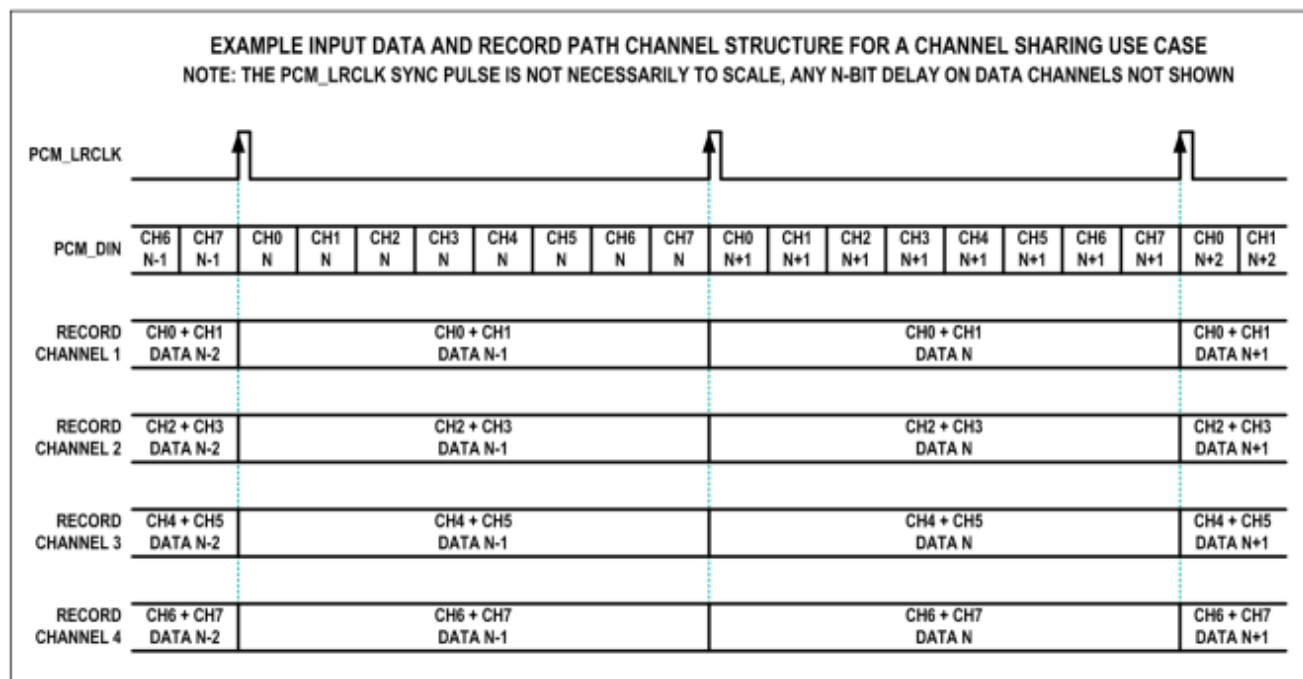 EXAMPLE INPUT DATA AND RECORD PATH CHANNEL STRUCTURE FOR A CHANNEL SHARING USE CASE
NOTE: THE PCM_LRCLK SYNC PULSE IS NOT NECESSARILY TO SCALE, ANY N-BIT DELAY ON DATA CHANNELS NOT SHOWN
PCM_LRCLK
PCM_DIN
CH6 CH7 CH0 CH1 CH2 CH3 CH4 CH5 CH6 CH7 CH0 CH1 CH2 CH3 CH4 CH5 CH6 CH7 CH0 CH1
N-1 N-1 N N N N N N N N N+1 N+1 N+1 N+1 N+1 N+1 N+1 N+1 N+2 N+2
RECORD CH0 + CH1 CH0 + CH1 CH0 + CH1 CH0 + CH1
CHANNEL 1 DATA N-2 DATA N-1 DATA N DATA N+1
RECORD CH2 + CH3 CH2 + CH3 CH2 + CH3 CH2 + CH3
CHANNEL 2 DATA N-2 DATA N-1 DATA N DATA N+1
RECORD CH4 + CH5 CH4 + CH5 CH4 + CH5 CH4 + CH5
CHANNEL 3 DATA N-2 DATA N-1 DATA N DATA N+1
RECORD CH6 + CH7 CH6 + CH7 CH6 + CH7 CH6 + CH7
CHANNEL 4 DATA N-2 DATA N-1 DATA N DATA N+1